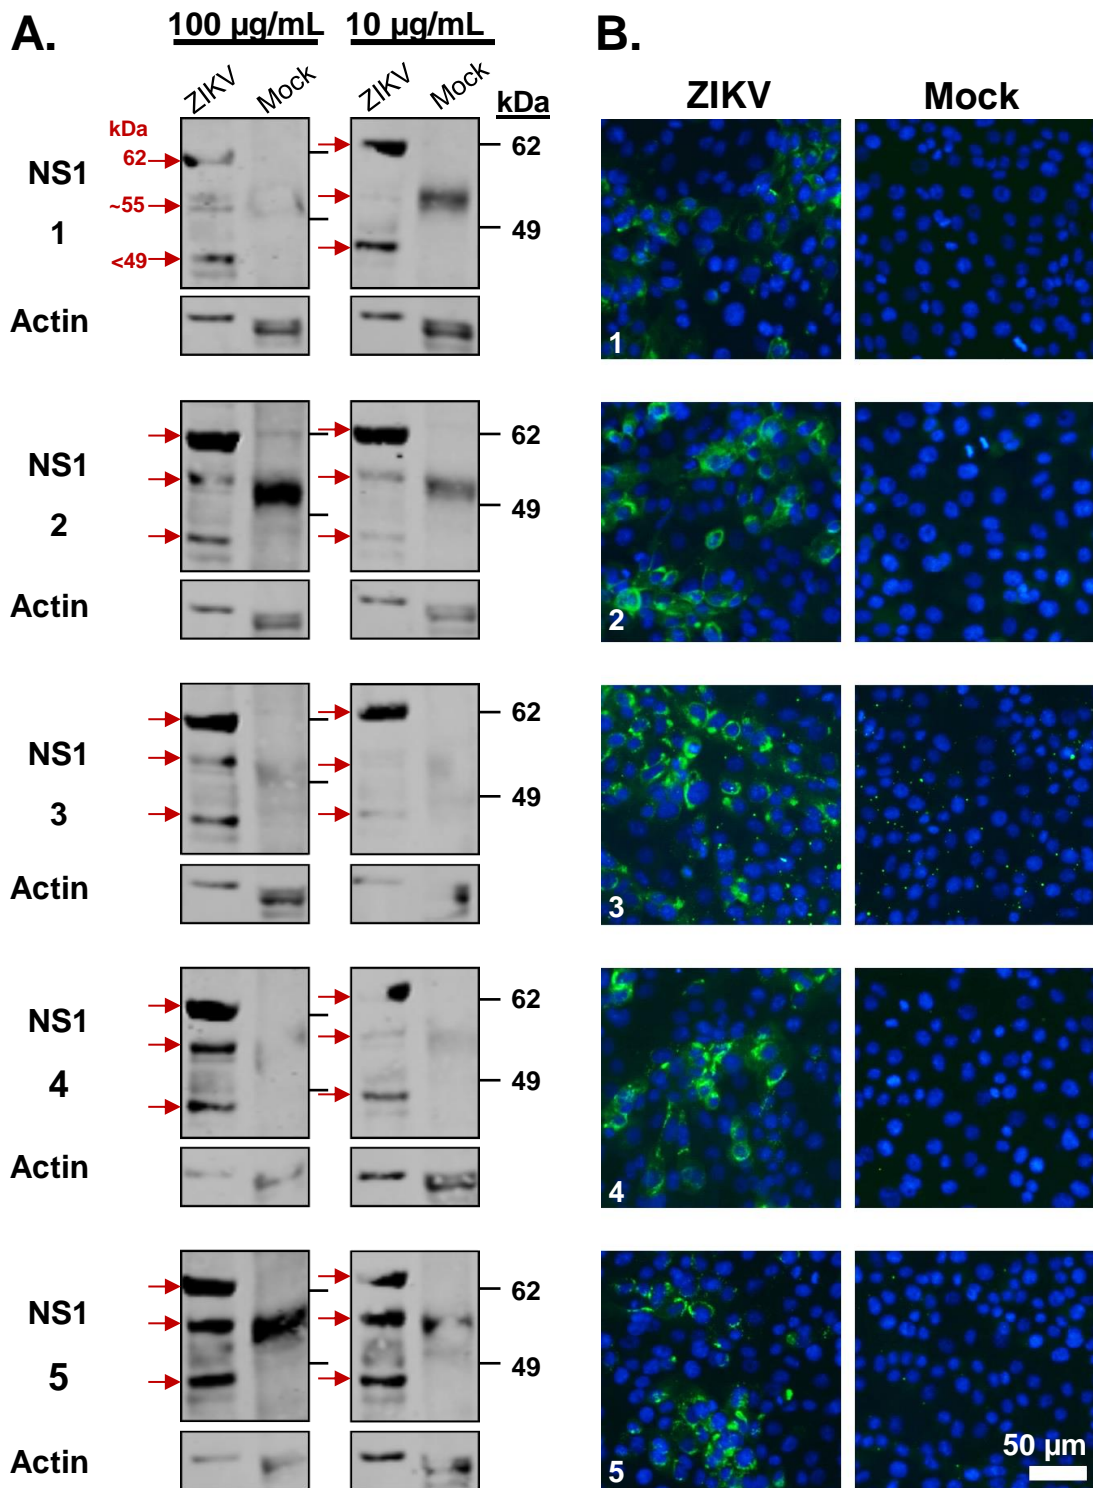 A.
100 µg/mL 10 µg/mL
ZIKV Mock ZIKV Mock kDa
kDa
62
~55
<49
NS1
1
62
49
Actin
NS1
2
62
49
Actin
NS1
3
62
49
Actin
NS1
4
62
49
Actin
NS1
5
62
49
Actin
B.
ZIKV Mock
1
2
3
4
5
50 µm